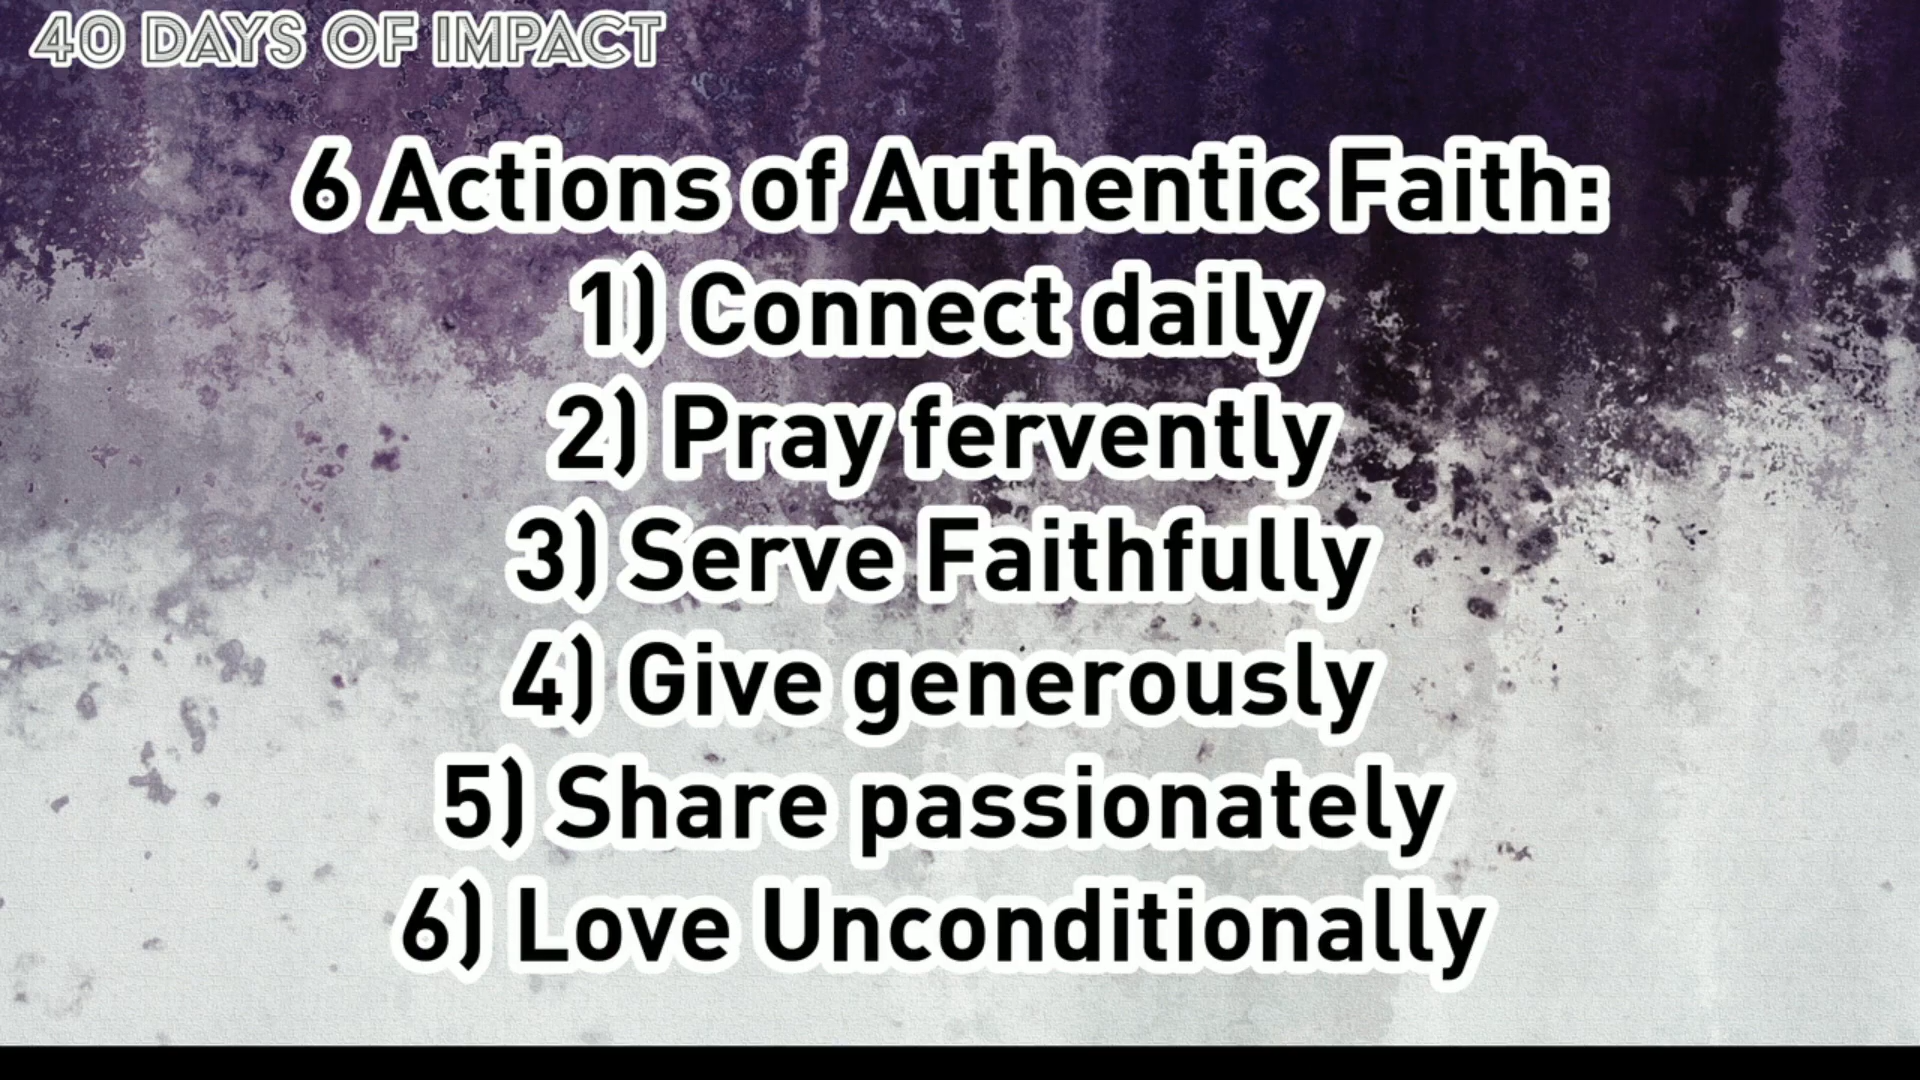 40 DAYS OF IMPACT
6 Actions of Authentic Faith:
1) Connect daily
2) Pray fervently
3) Serve Faithfully
4) Give generously
5) Share passionately
6) Love Unconditionally